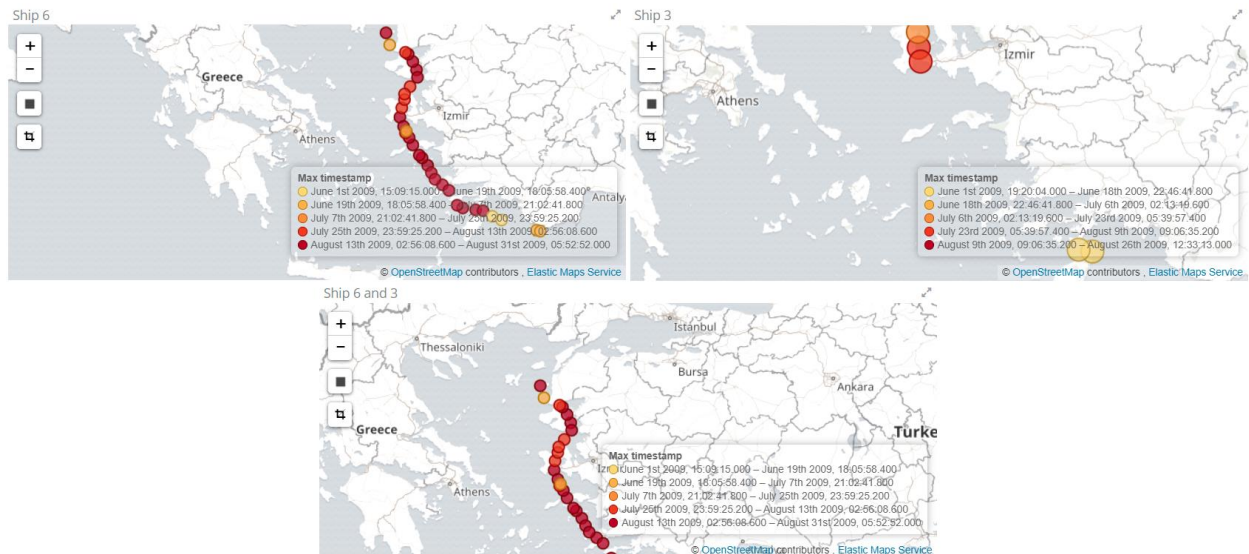 Ship 6
+
−
Greece
Izmir
Athens
Antaly
Max timestamp
June 1st 2009, 15:09:15.000 – June 19th 2009, 18:05:58.400
June 19th 2009, 18:05:58.400 – July 7th 2009, 21:02:41.800
July 7th 2009, 21:02:41.800 – July 25th 2009, 23:59:25.200
July 25th 2009, 23:59:25.200 – August 13th 2009, 02:56:08.600
August 13th 2009, 02:56:08.600 – August 31st 2009, 05:52:52.000
© OpenStreetMap contributors , Elastic Maps Service
Ship 3
+
−
Izmir
Athens
Max timestamp
June 1st 2009, 19:20:04.000 – June 18th 2009, 22:46:41.800
June 18th 2009, 22:46:41.800 – July 6th 2009, 02:13:19.600
July 6th 2009, 02:13:19.600 – July 23rd 2009, 05:39:57.400
July 23rd 2009, 05:39:57.400 – August 9th 2009, 09:06:35.200
August 9th 2009, 09:06:35.200 – August 26th 2009, 12:33:13.000
© OpenStreetMap contributors , Elastic Maps Service
Ship 6 and 3
+
−
Istanbul
Thessaloniki
Bursa
Ankara
Greece
Turke
Athens
Max timestamp
June 1st 2009, 15:09:15.000 – June 19th 2009, 18:05:58.400
June 19th 2009, 18:05:58.400 – July 7th 2009, 21:02:41.800
July 7th 2009, 21:02:41.800 – July 25th 2009, 23:59:25.200
July 25th 2009, 23:59:25.200 – August 13th 2009, 02:56:08.600
August 13th 2009, 02:56:08.600 – August 31st 2009, 05:52:52.000
© OpenStreetMap contributors , Elastic Maps Service